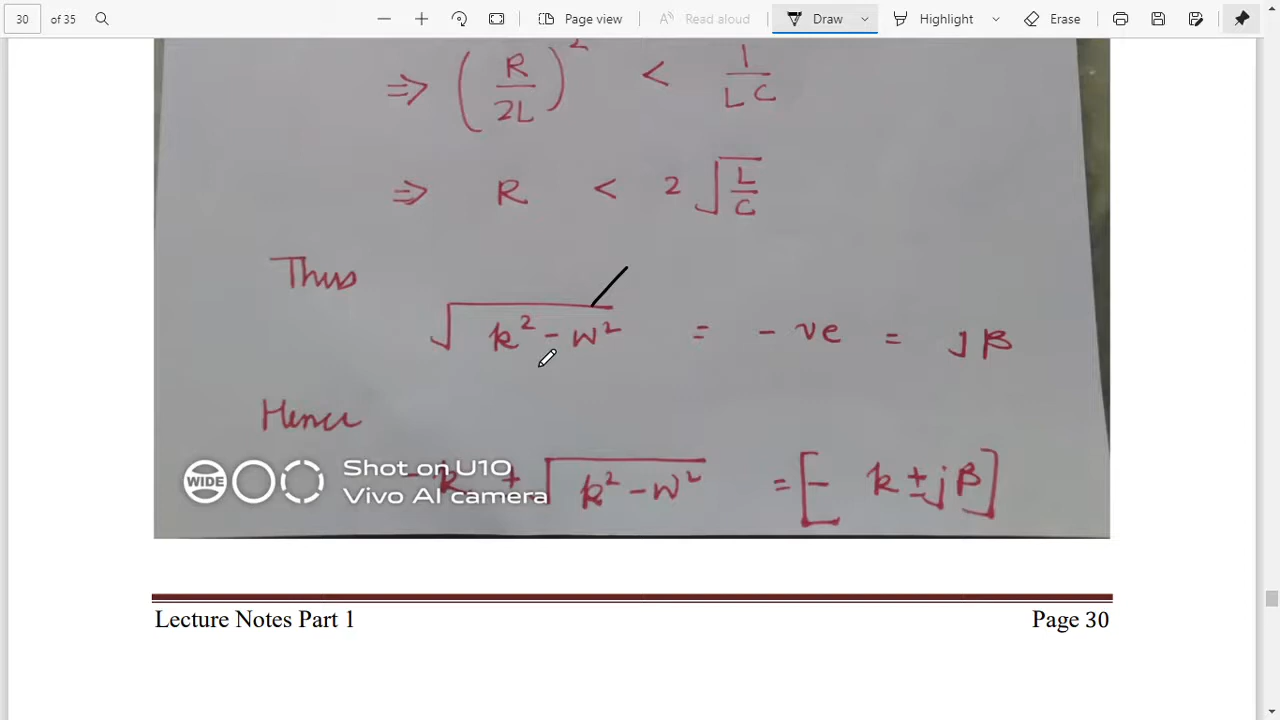 30 of 35 Page view Read aloud Draw Highlight Erase
⇒ (R/2L)² < 1/LC
⇒ R < 2 √(L/C)
Thus
√(k² - w²) = - ve = jβ
Hence
- k + √(k² - w²) = [- k ± jβ]
WIDE Shot on U10
Vivo AI camera
Lecture Notes Part 1 Page 30